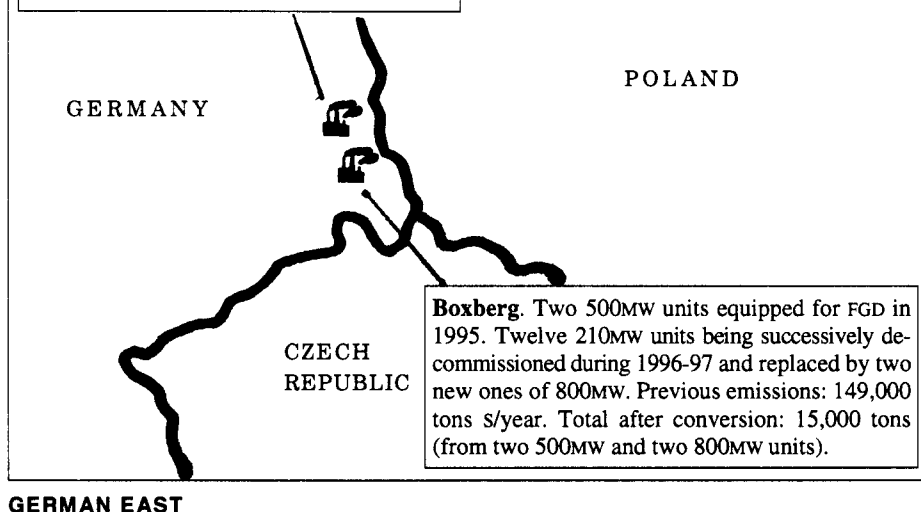 POLAND
GERMANY
CZECH
REPUBLIC
Boxberg. Two 500MW units equipped for FGD in
1995. Twelve 210MW units being successively de-
commissioned during 1996-97 and replaced by two
new ones of 800MW. Previous emissions: 149,000
tons S/year. Total after conversion: 15,000 tons
(from two 500MW and two 800MW units).
GERMAN EAST